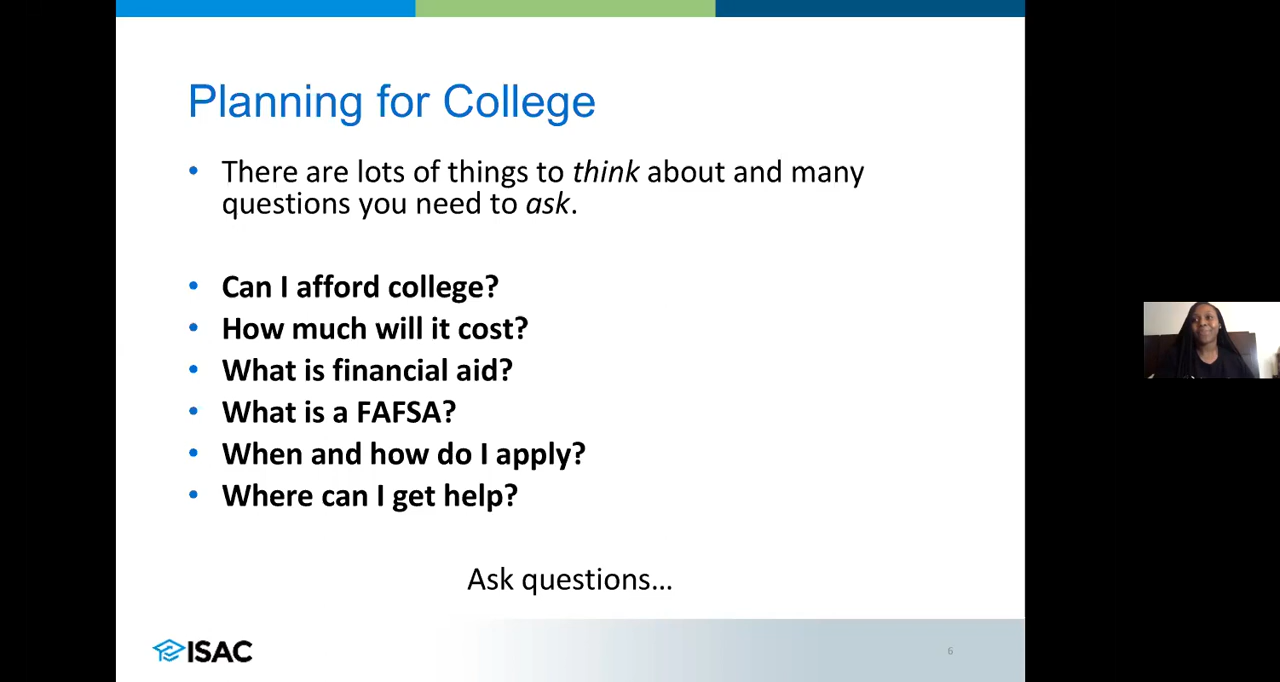 Planning for College
• There are lots of things to think about and many
questions you need to ask.
• Can I afford college?
• How much will it cost?
• What is financial aid?
• What is a FAFSA?
• When and how do I apply?
• Where can I get help?
Ask questions...
ISAC
6